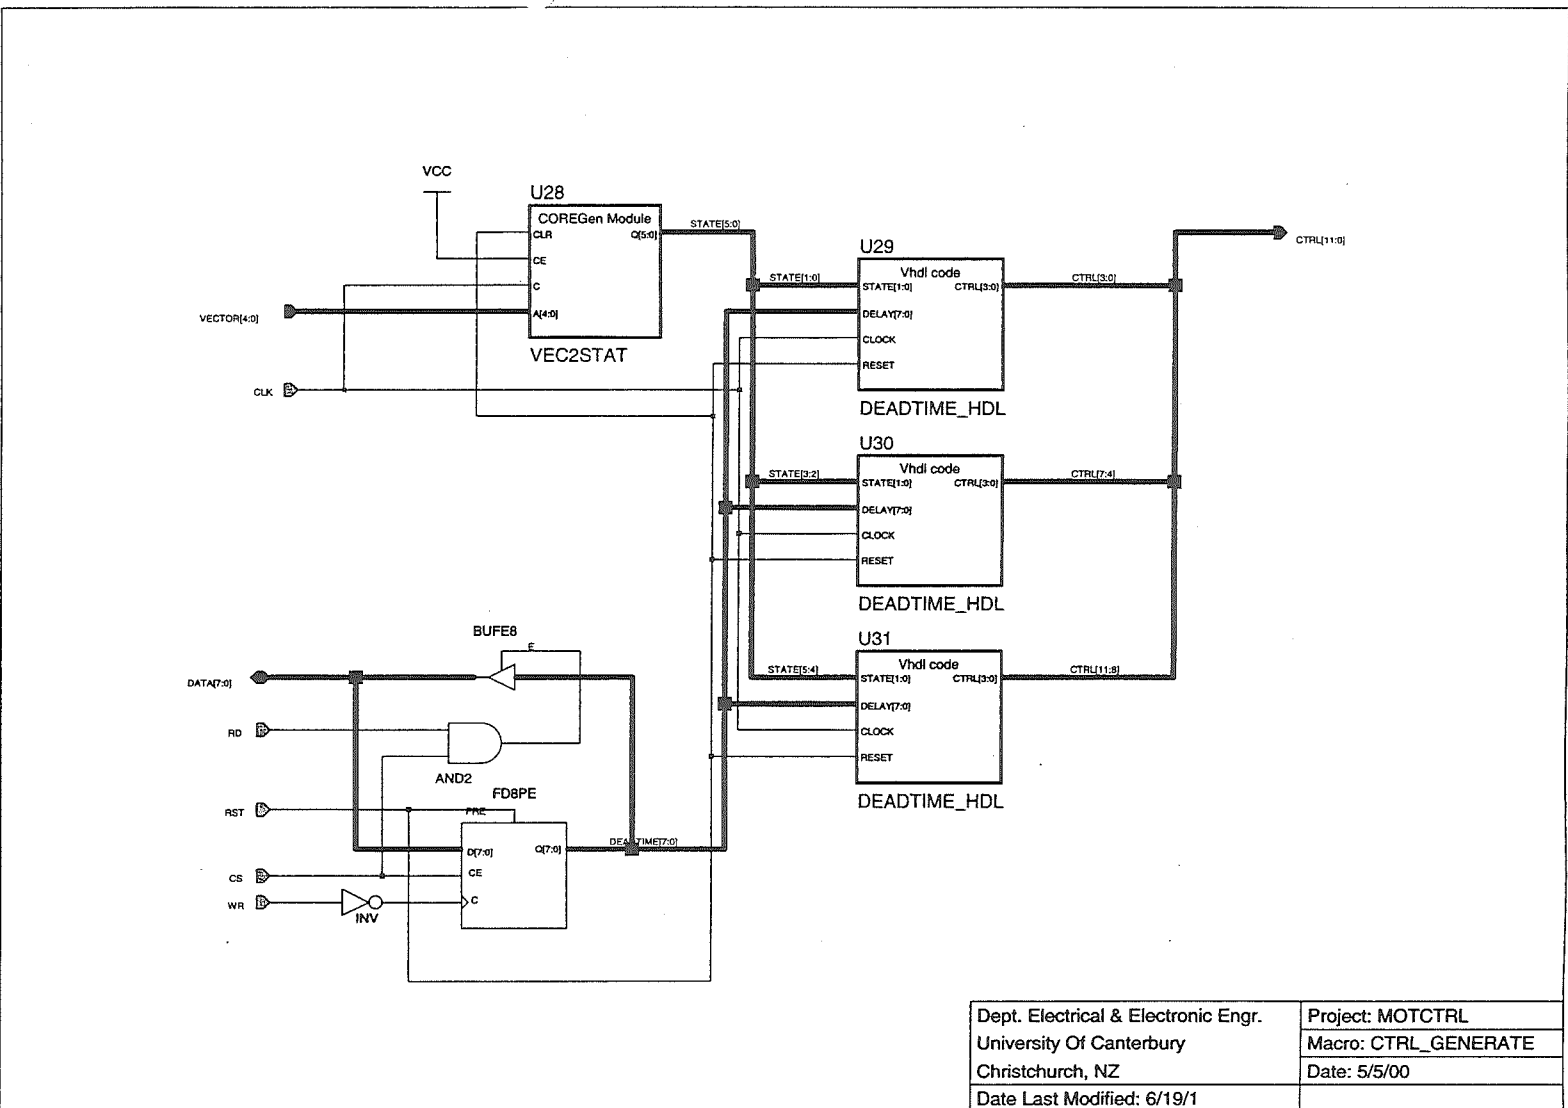 VCC
U28
COREGen Module
CLR
Q[5:0]
CE
C
A[4:0]
VEC2STAT
STATE[5:0]
VECTOR[4:0]
CLK
U29
Vhdl code
STATE[1:0]
STATE[1:0]
CTRL[3:0]
CTRL[3:0]
DELAY[7:0]
CLOCK
RESET
DEADTIME_HDL
CTRL[11:0]
U30
Vhdl code
STATE[3:2]
STATE[1:0]
CTRL[3:0]
CTRL[7:4]
DELAY[7:0]
CLOCK
RESET
DEADTIME_HDL
U31
Vhdl code
STATE[5:4]
STATE[1:0]
CTRL[3:0]
CTRL[11:8]
DELAY[7:0]
CLOCK
RESET
DEADTIME_HDL
BUFE8
E
DATA[7:0]
RD
AND2
FD8PE
RST
PRE
D[7:0]
Q[7:0]
DEADTIME[7:0]
CS
CE
WR
INV
C
Dept. Electrical & Electronic Engr.
University Of Canterbury
Christchurch, NZ
Date Last Modified: 6/19/1
Project: MOTCTRL
Macro: CTRL_GENERATE
Date: 5/5/00